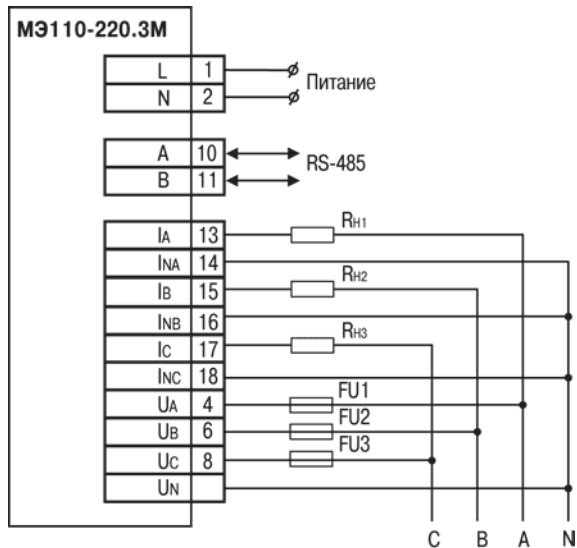 МЭ110-220.3М
L 1
N 2
Питание
A 10
B 11
RS-485
IA 13 RН1
INA 14
IB 15 RН2
INB 16
IC 17 RН3
INC 18
UA 4 FU1
UB 6 FU2
UC 8 FU3
UN
C B A N